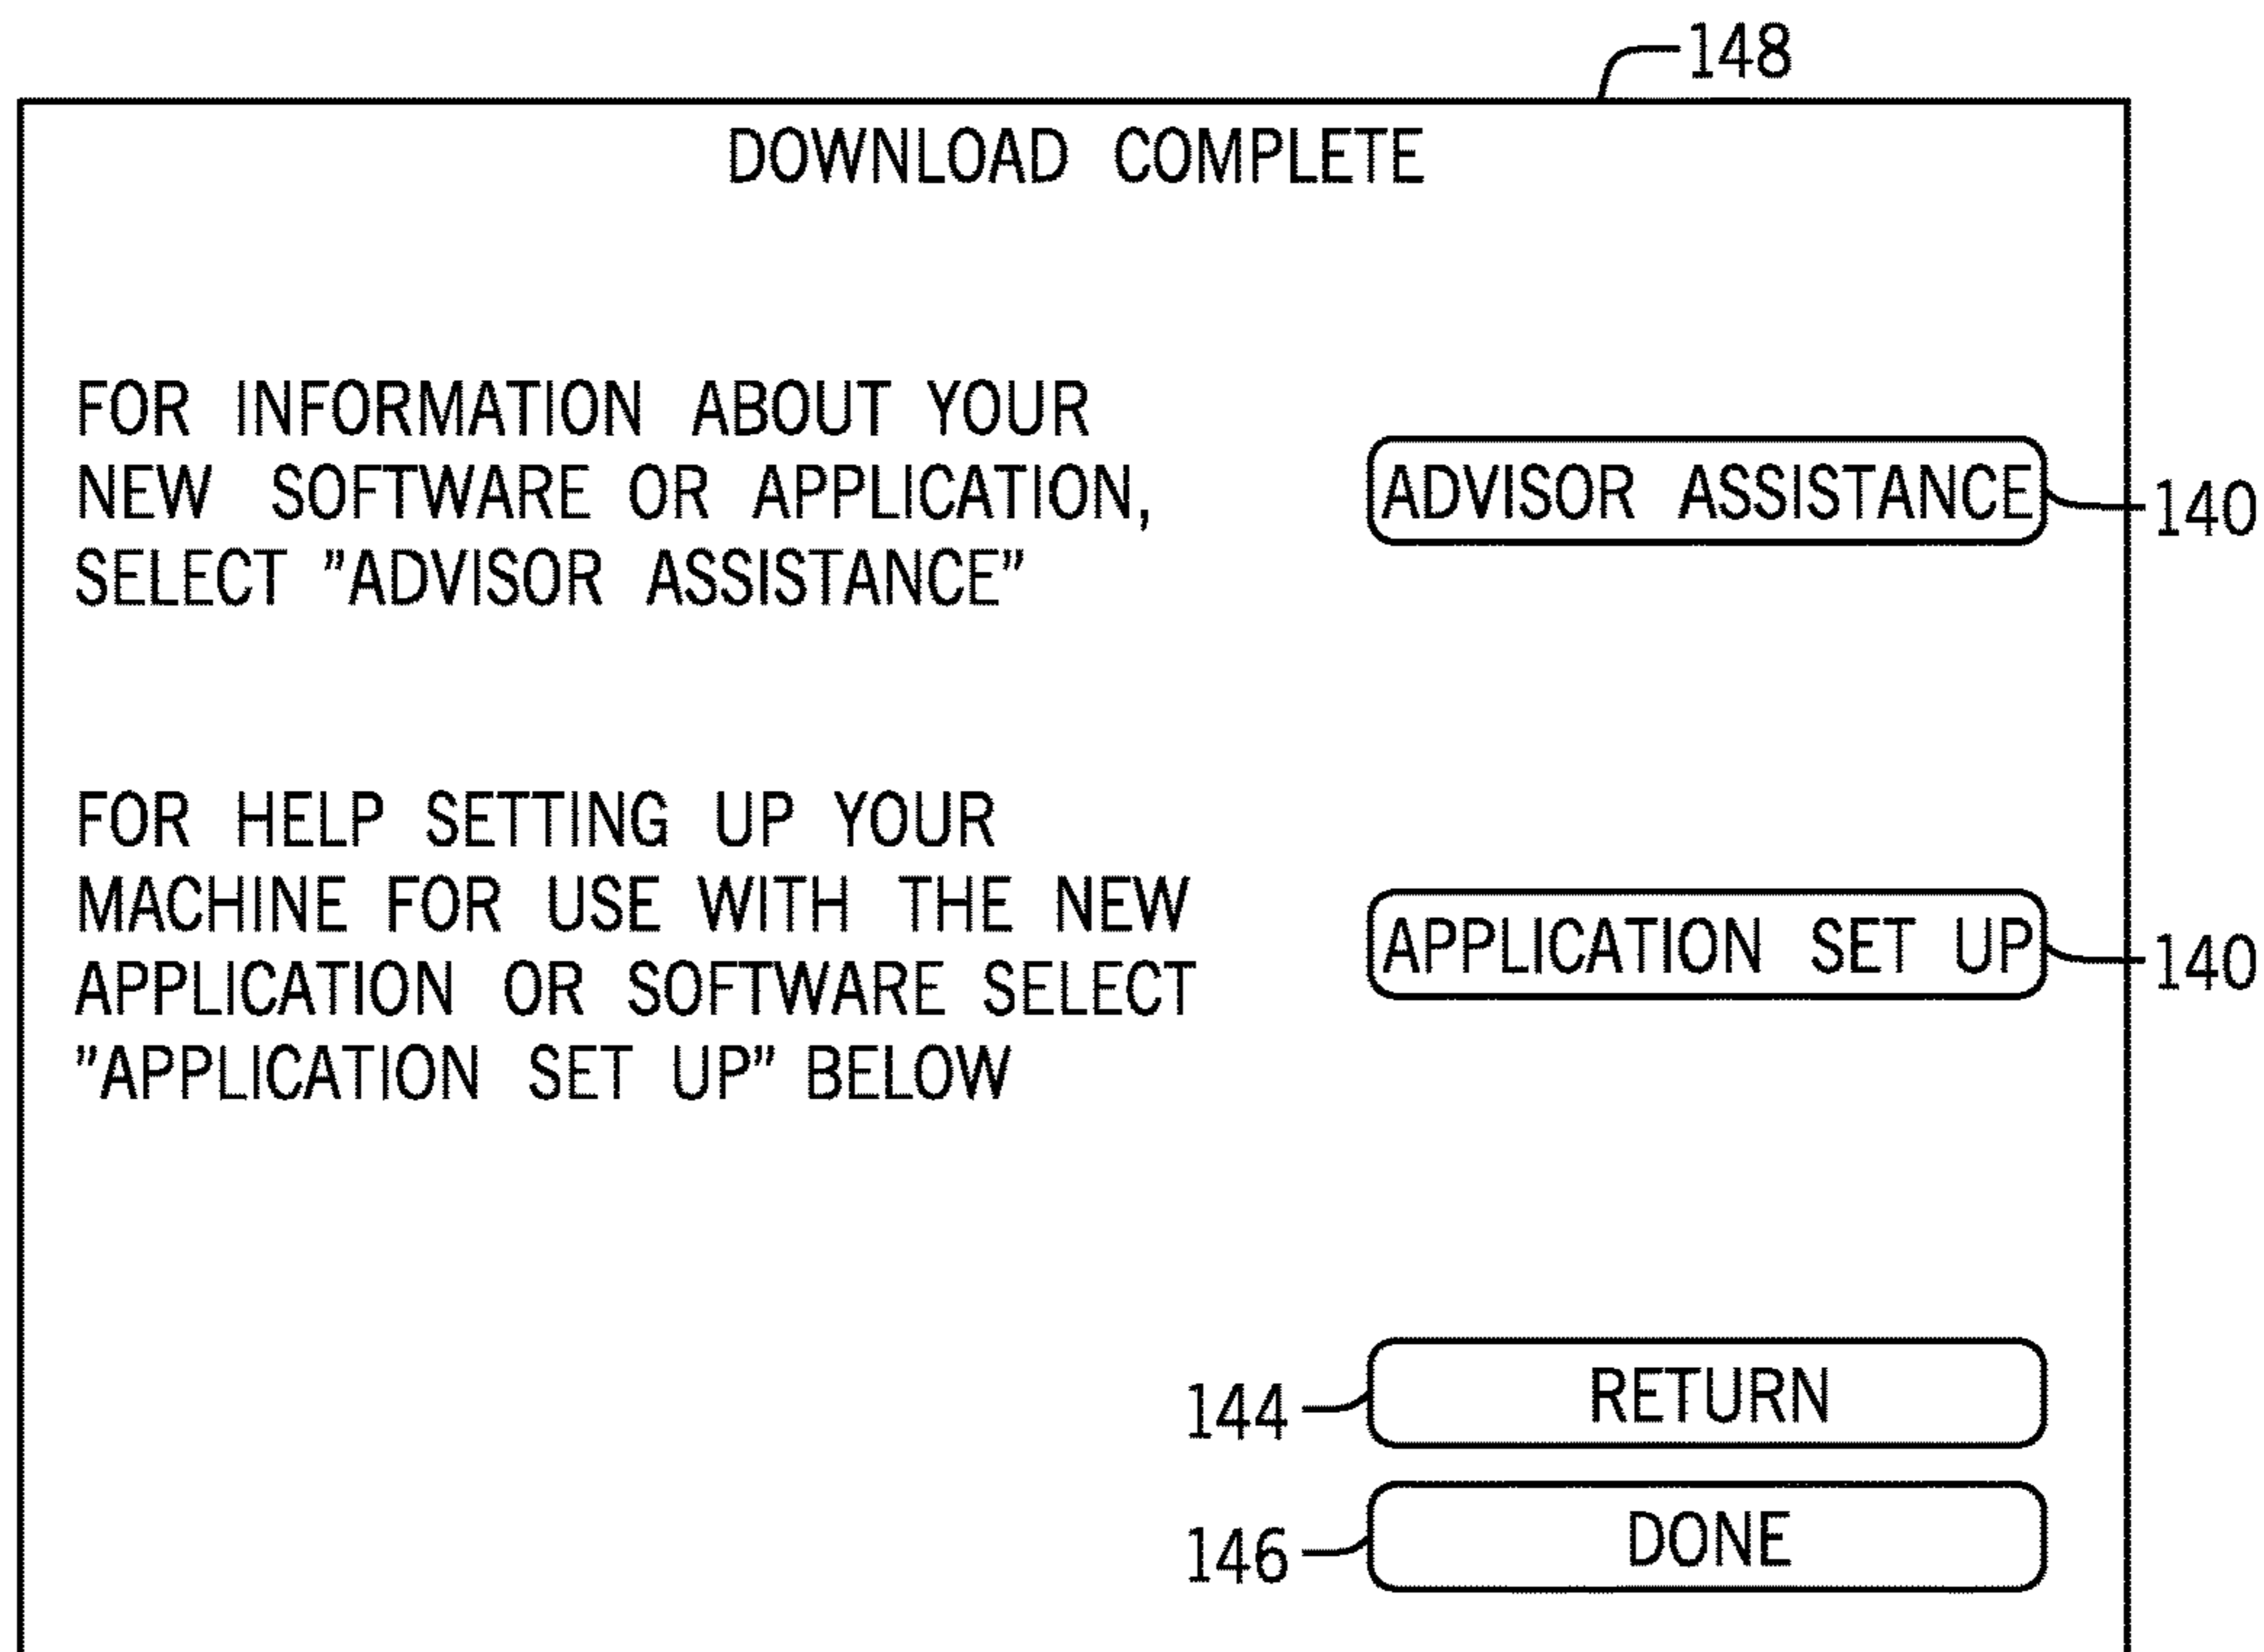 148
DOWNLOAD COMPLETE
FOR INFORMATION ABOUT YOUR
NEW SOFTWARE OR APPLICATION,
SELECT "ADVISOR ASSISTANCE"
ADVISOR ASSISTANCE
140
FOR HELP SETTING UP YOUR
MACHINE FOR USE WITH THE NEW
APPLICATION OR SOFTWARE SELECT
"APPLICATION SET UP" BELOW
APPLICATION SET UP
140
144
RETURN
146
DONE